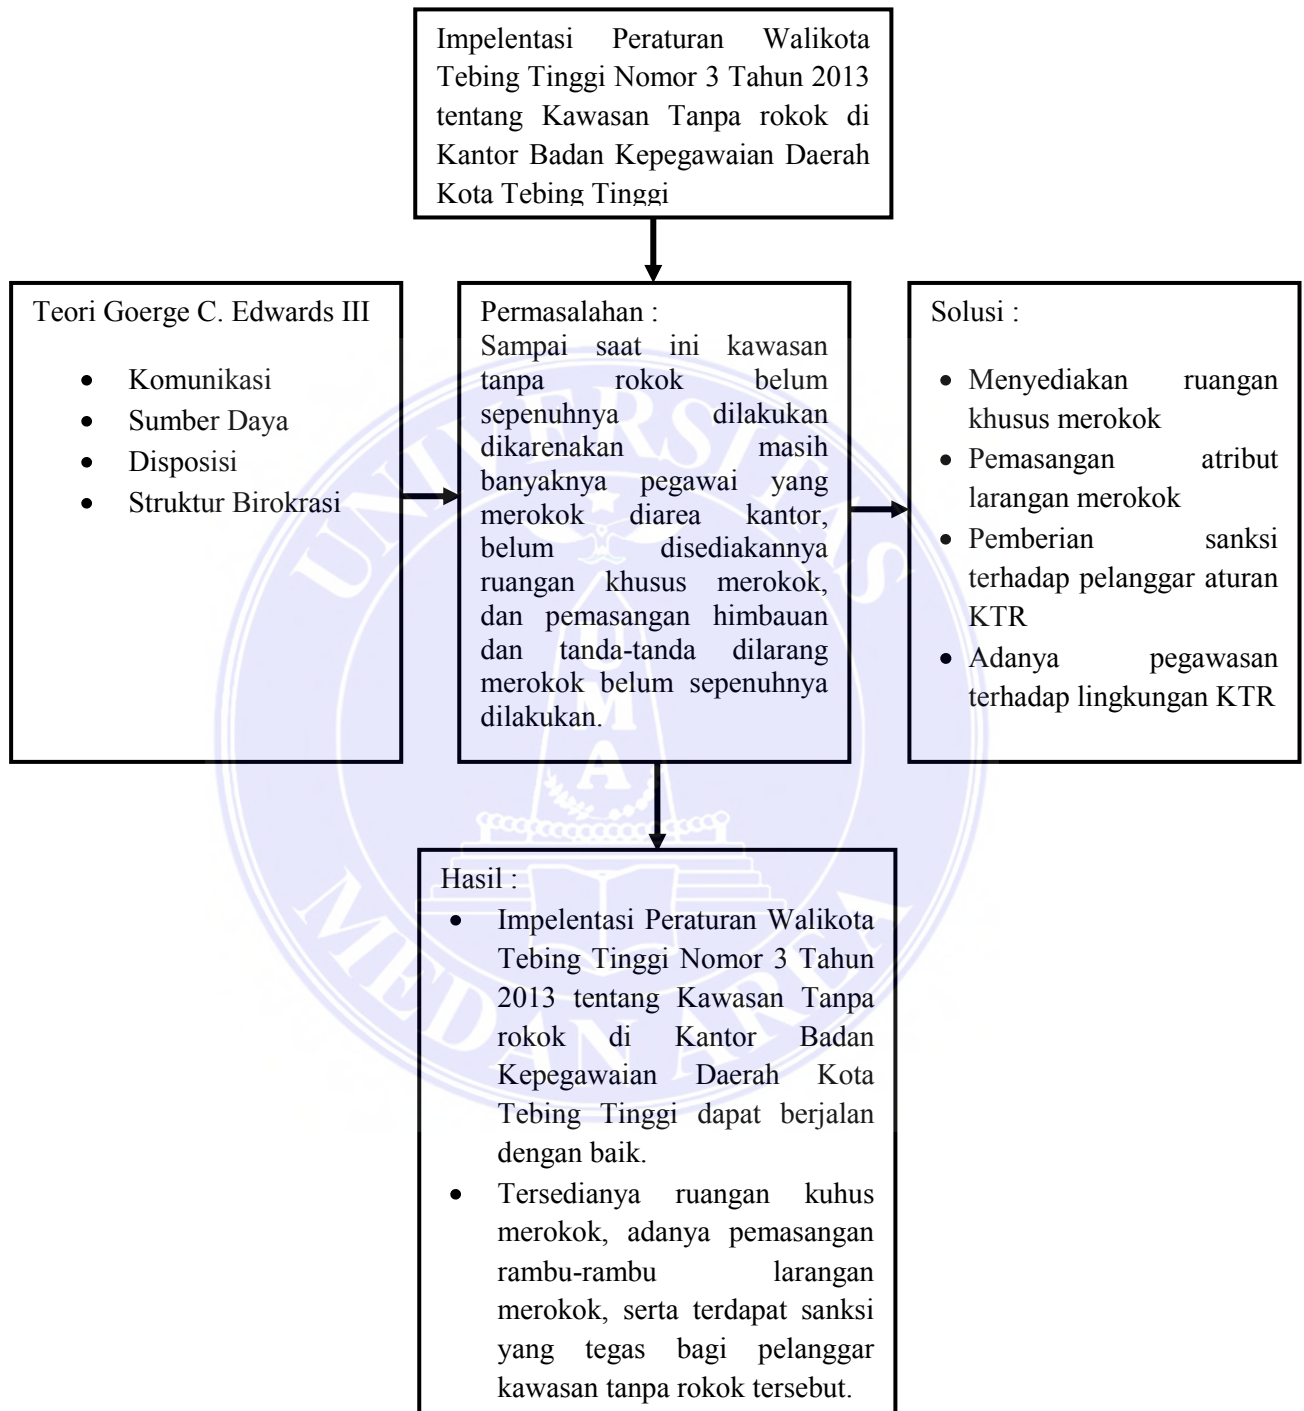 Impelentasi Peraturan Walikota
Tebing Tinggi Nomor 3 Tahun 2013
tentang Kawasan Tanpa rokok di
Kantor Badan Kepegawaian Daerah
Kota Tebing Tinggi
Teori Goerge C. Edwards III
• Komunikasi
• Sumber Daya
• Disposisi
• Struktur Birokrasi
Permasalahan :
Sampai saat ini kawasan
tanpa rokok belum
sepenuhnya dilakukan
dikarenakan masih
banyaknya pegawai yang
merokok diarea kantor,
belum disediakannya
ruangan khusus merokok,
dan pemasangan himbauan
dan tanda-tanda dilarang
merokok belum sepenuhnya
dilakukan.
Solusi :
• Menyediakan ruangan
khusus merokok
• Pemasangan atribut
larangan merokok
• Pemberian sanksi
terhadap pelanggar aturan
KTR
• Adanya pegawasan
terhadap lingkungan KTR
Hasil :
• Impelentasi Peraturan Walikota
Tebing Tinggi Nomor 3 Tahun
2013 tentang Kawasan Tanpa
rokok di Kantor Badan
Kepegawaian Daerah Kota
Tebing Tinggi dapat berjalan
dengan baik.
• Tersedianya ruangan kuhus
merokok, adanya pemasangan
rambu-rambu larangan
merokok, serta terdapat sanksi
yang tegas bagi pelanggar
kawasan tanpa rokok tersebut.
UNIVERSITAS
UMA
MEDAN AREA